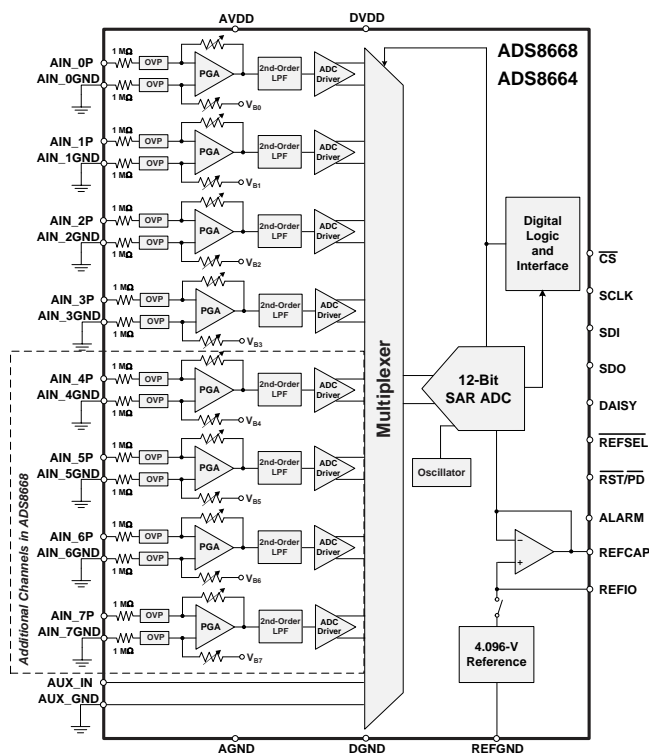 AVDD
DVDD
ADS8668
ADS8664
AIN_0P
AIN_0GND
1 MΩ
1 MΩ
OVP
OVP
PGA
VB0
2nd-Order
LPF
ADC
Driver
AIN_1P
AIN_1GND
1 MΩ
1 MΩ
OVP
OVP
PGA
VB1
2nd-Order
LPF
ADC
Driver
AIN_2P
AIN_2GND
1 MΩ
1 MΩ
OVP
OVP
PGA
VB2
2nd-Order
LPF
ADC
Driver
AIN_3P
AIN_3GND
1 MΩ
1 MΩ
OVP
OVP
PGA
VB3
2nd-Order
LPF
ADC
Driver
Additional Channels in ADS8668
AIN_4P
AIN_4GND
1 MΩ
1 MΩ
OVP
OVP
PGA
VB4
2nd-Order
LPF
ADC
Driver
AIN_5P
AIN_5GND
1 MΩ
1 MΩ
OVP
OVP
PGA
VB5
2nd-Order
LPF
ADC
Driver
AIN_6P
AIN_6GND
1 MΩ
1 MΩ
OVP
OVP
PGA
VB6
2nd-Order
LPF
ADC
Driver
AIN_7P
AIN_7GND
1 MΩ
1 MΩ
OVP
OVP
PGA
VB7
2nd-Order
LPF
ADC
Driver
AUX_IN
AUX_GND
Multiplexer
Digital
Logic
and
Interface
12-Bit
SAR ADC
Oscillator
4.096-V
Reference
CS
SCLK
SDI
SDO
DAISY
REFSEL
RST/PD
ALARM
REFCAP
REFIO
AGND
DGND
REFGND